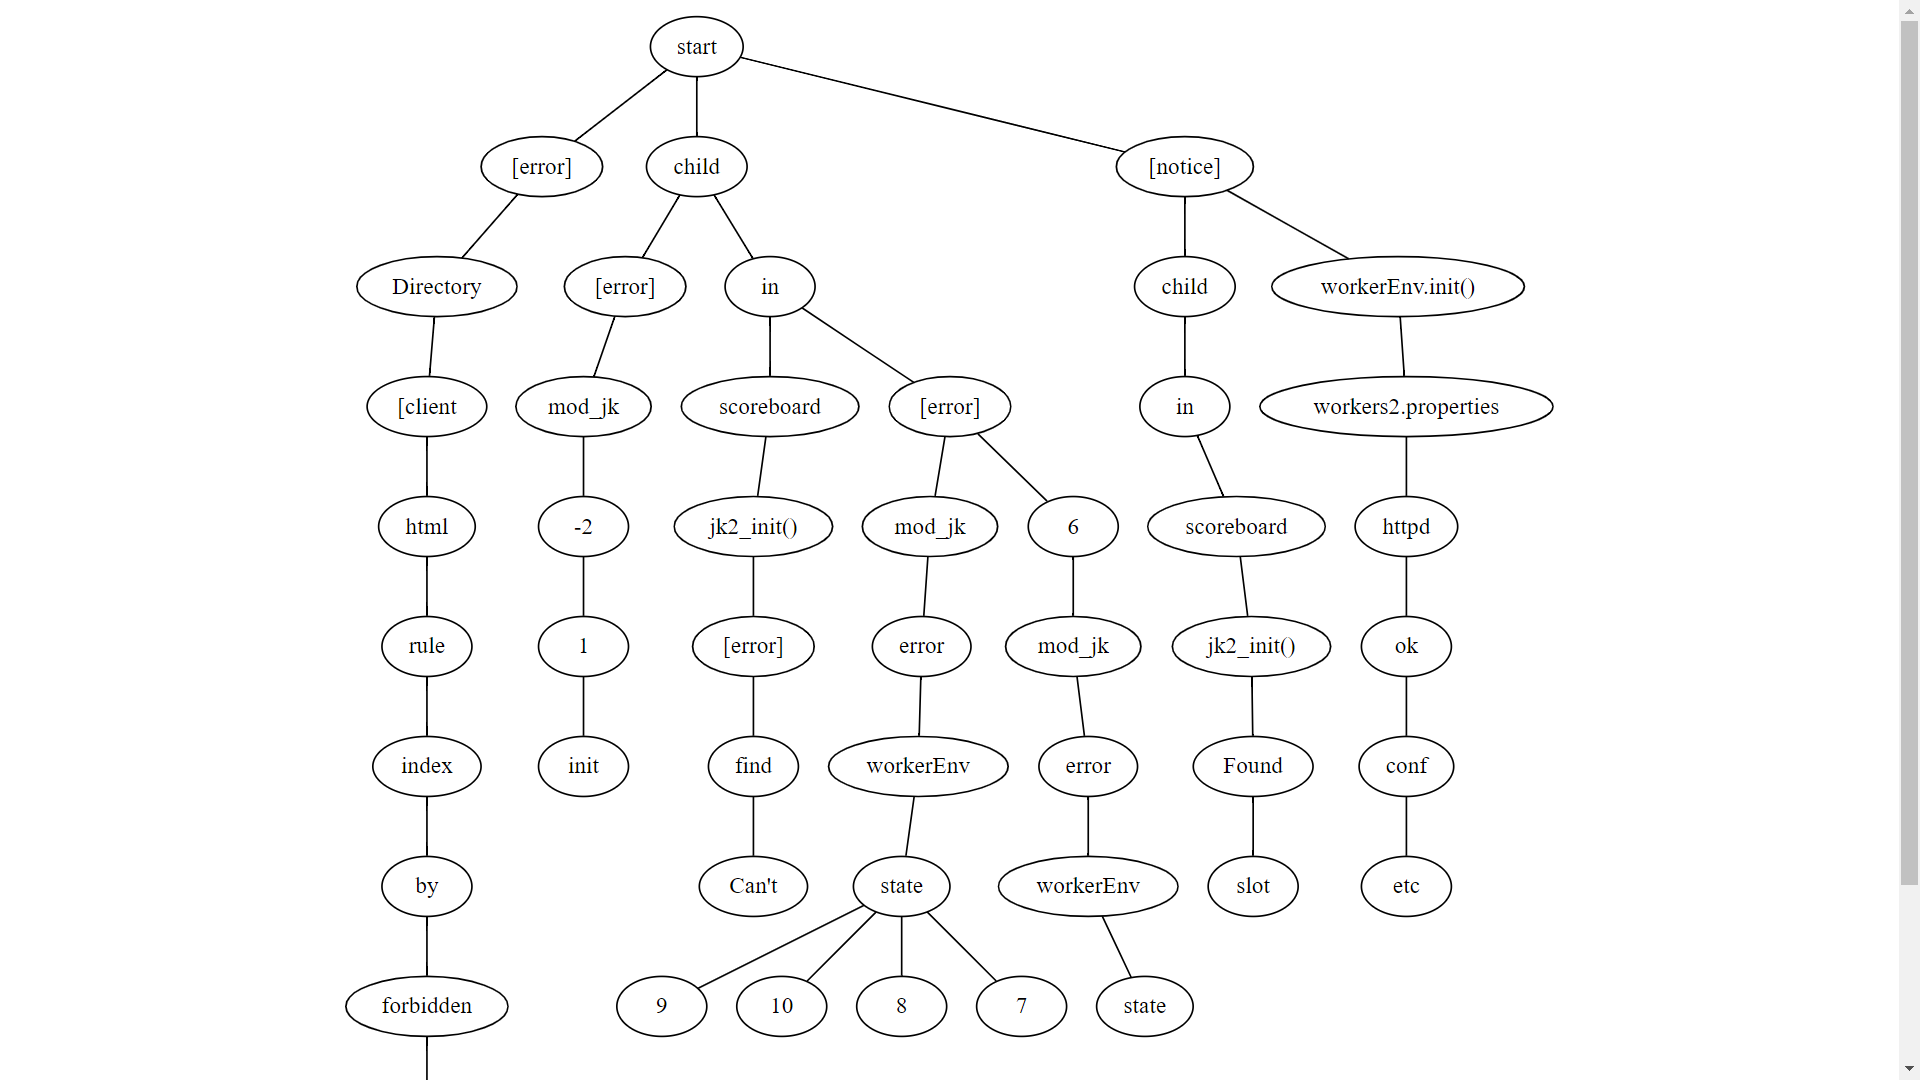 start
[error] child [notice]
Directory [error] in child workerEnv.init()
[client mod_jk scoreboard [error] in workers2.properties
html -2 jk2_init() mod_jk 6 scoreboard httpd
rule 1 [error] error mod_jk jk2_init() ok
index init find workerEnv error Found conf
by Can't state workerEnv slot etc
forbidden 9 10 8 7 state